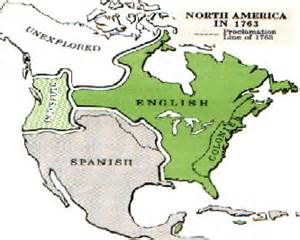 NORTH AMERICA
IN 1763
Proclamation
Line of 1763
UNEXPLORED
ENGLISH
COLONIES
SPANISH